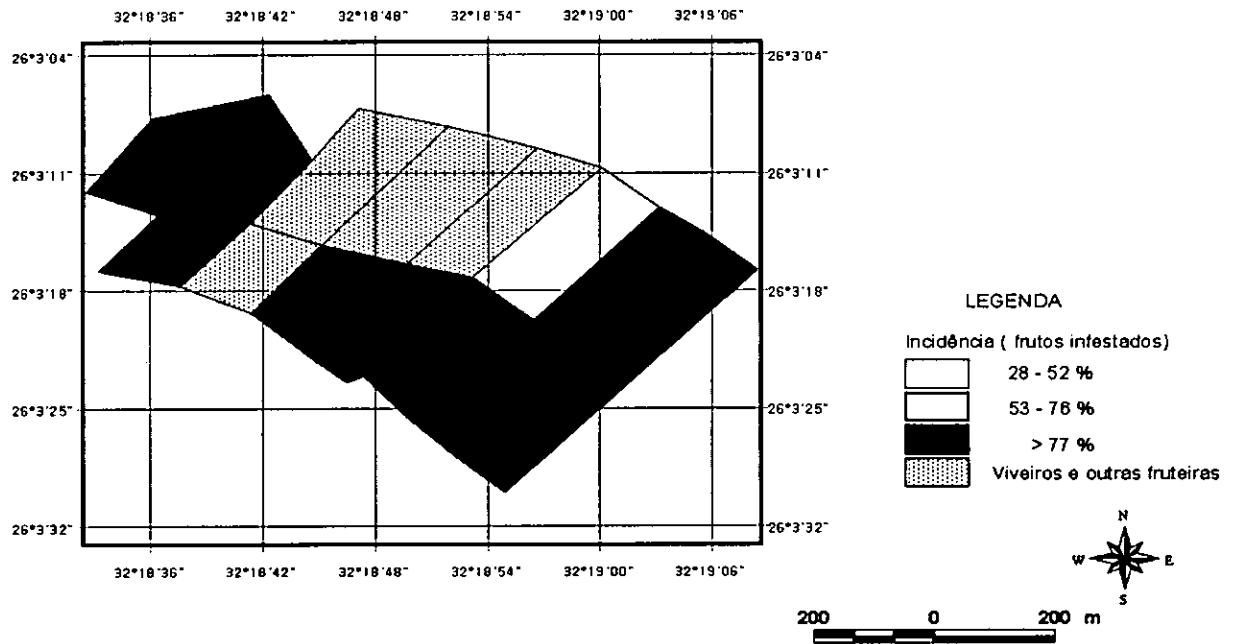 32°18'36" 32°18'42" 32°18'48" 32°18'54" 32°19'00" 32°19'06"
26°3'04" 26°3'04"
26°3'11" 26°3'11"
26°3'18" 26°3'18"
26°3'25" 26°3'25"
26°3'32" 26°3'32"
32°18'36" 32°18'42" 32°18'48" 32°18'54" 32°19'00" 32°19'06"
LEGENDA
Incidência ( frutos infestados)
28 - 52 %
53 - 76 %
> 77 %
Viveiros e outras fruteiras
N
W E
S
200 0 200 m